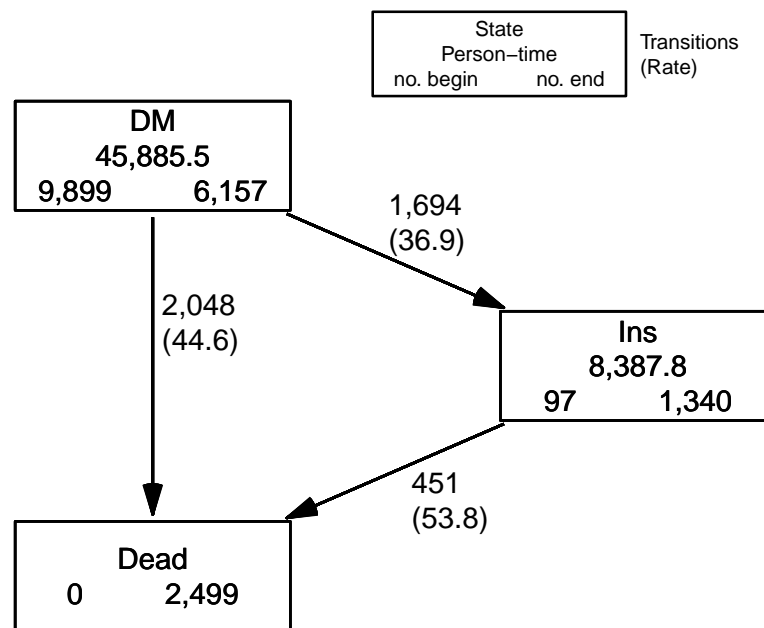 State
Person−time
no. begin no. end
Transitions
(Rate)
DM
45,885.5
9,899 6,157
1,694
(36.9)
2,048
(44.6)
Ins
8,387.8
97 1,340
451
(53.8)
Dead
0 2,499